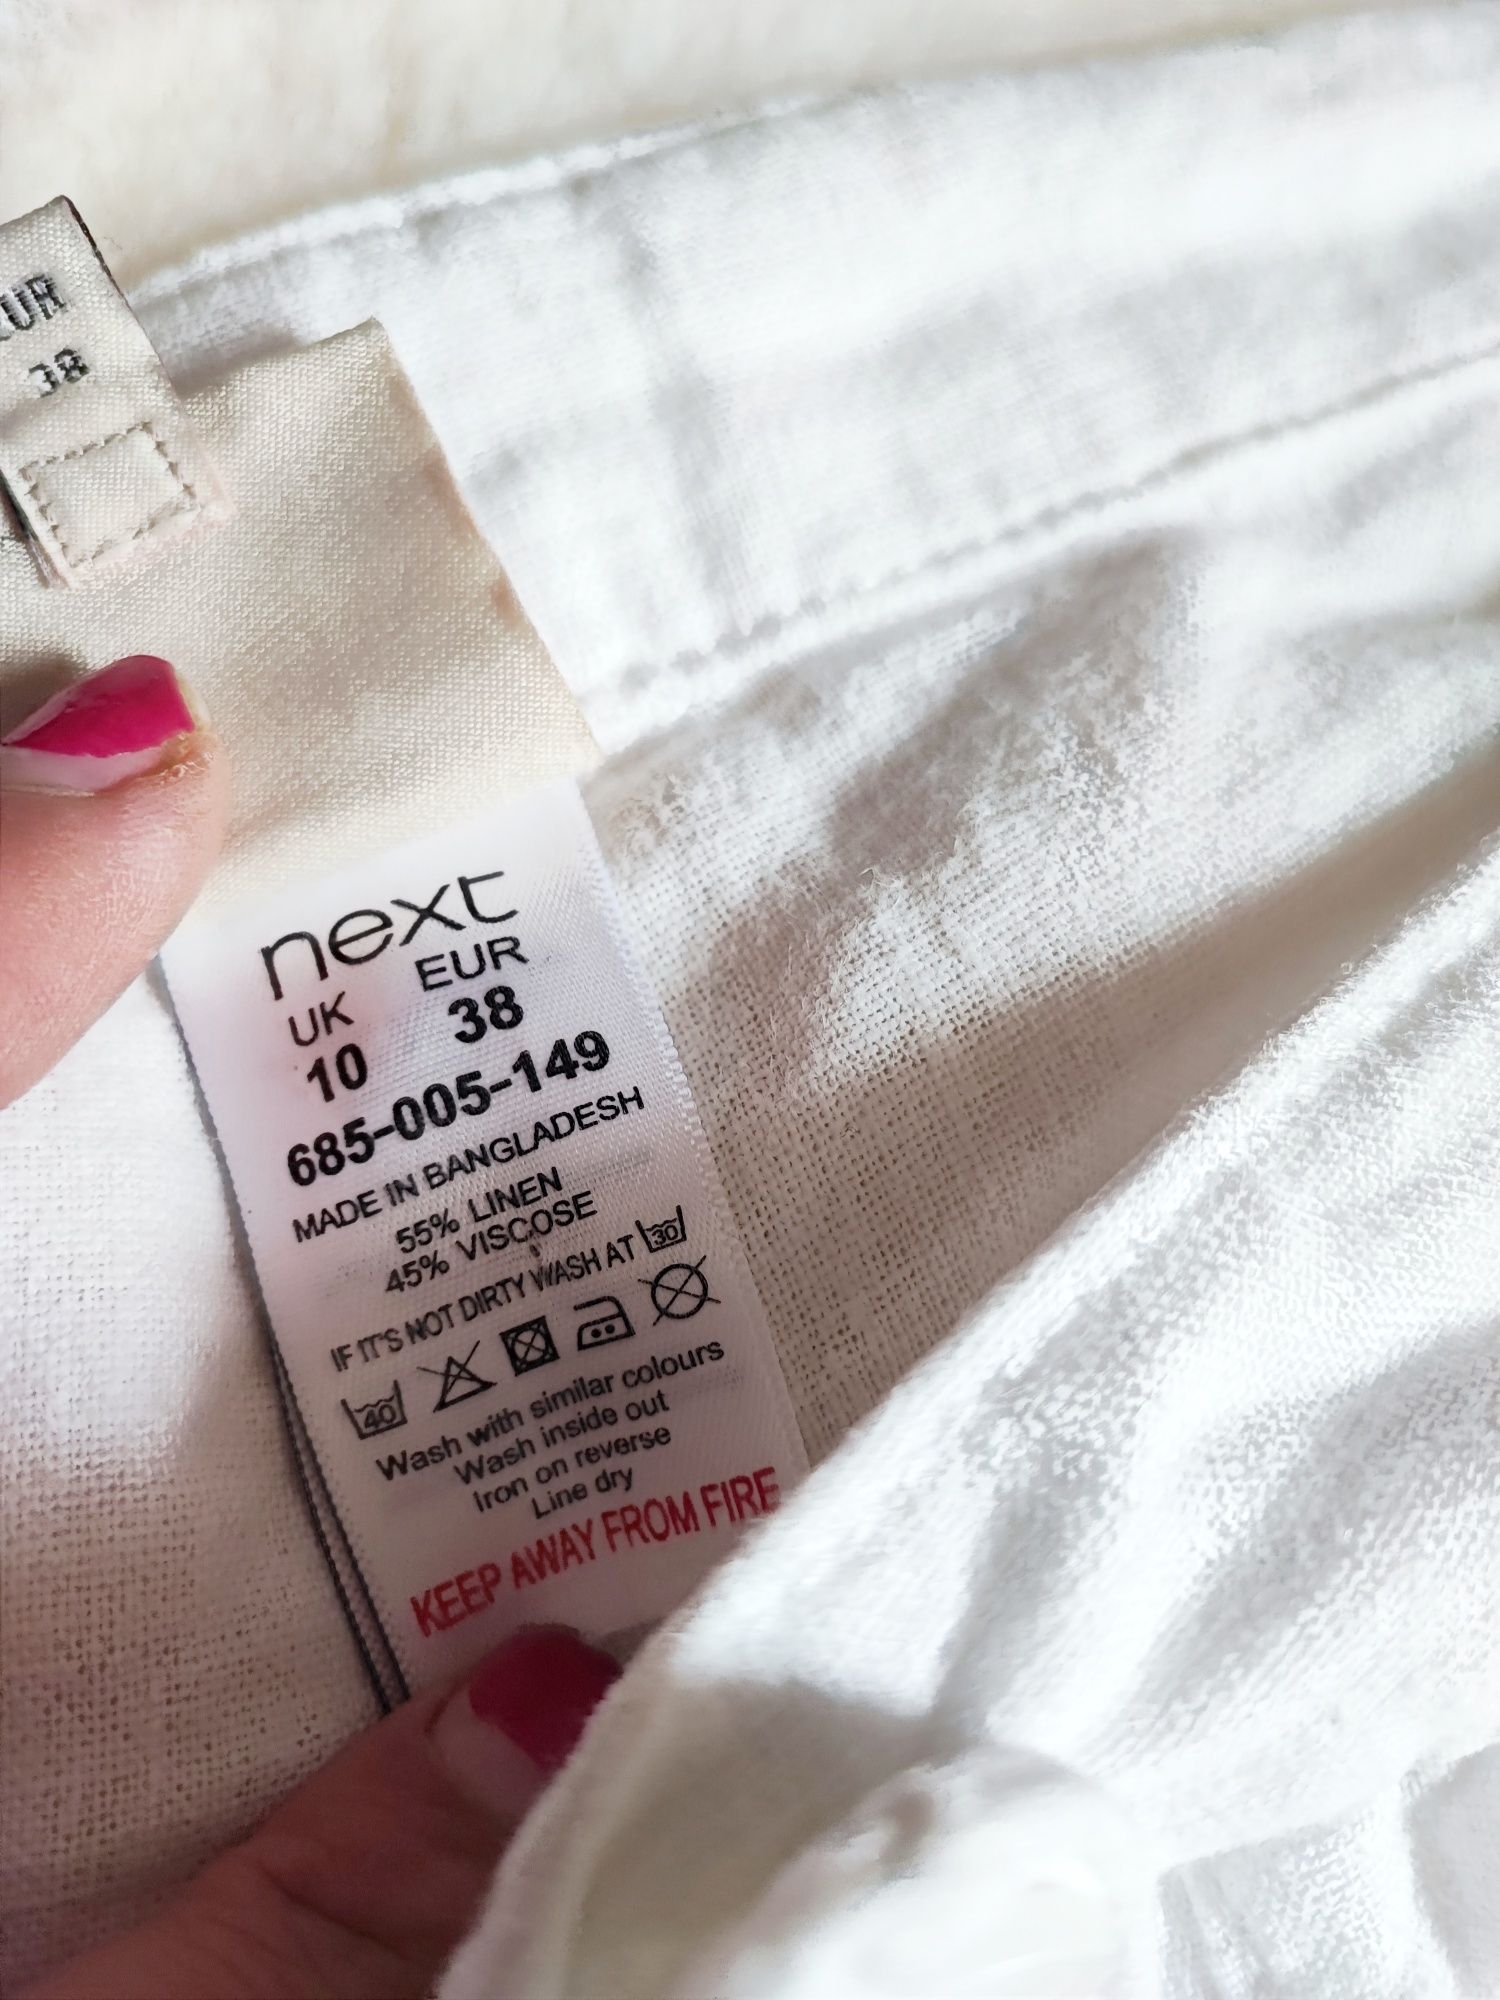 EUR
38
next
UK EUR
10 38
685-005-149
MADE IN BANGLADESH
55% LINEN
45% VISCOSE
IF IT'S NOT DIRTY WASH AT 30
40
Wash with similar colours
Wash inside out
Iron on reverse
Line dry
KEEP AWAY FROM FIRE